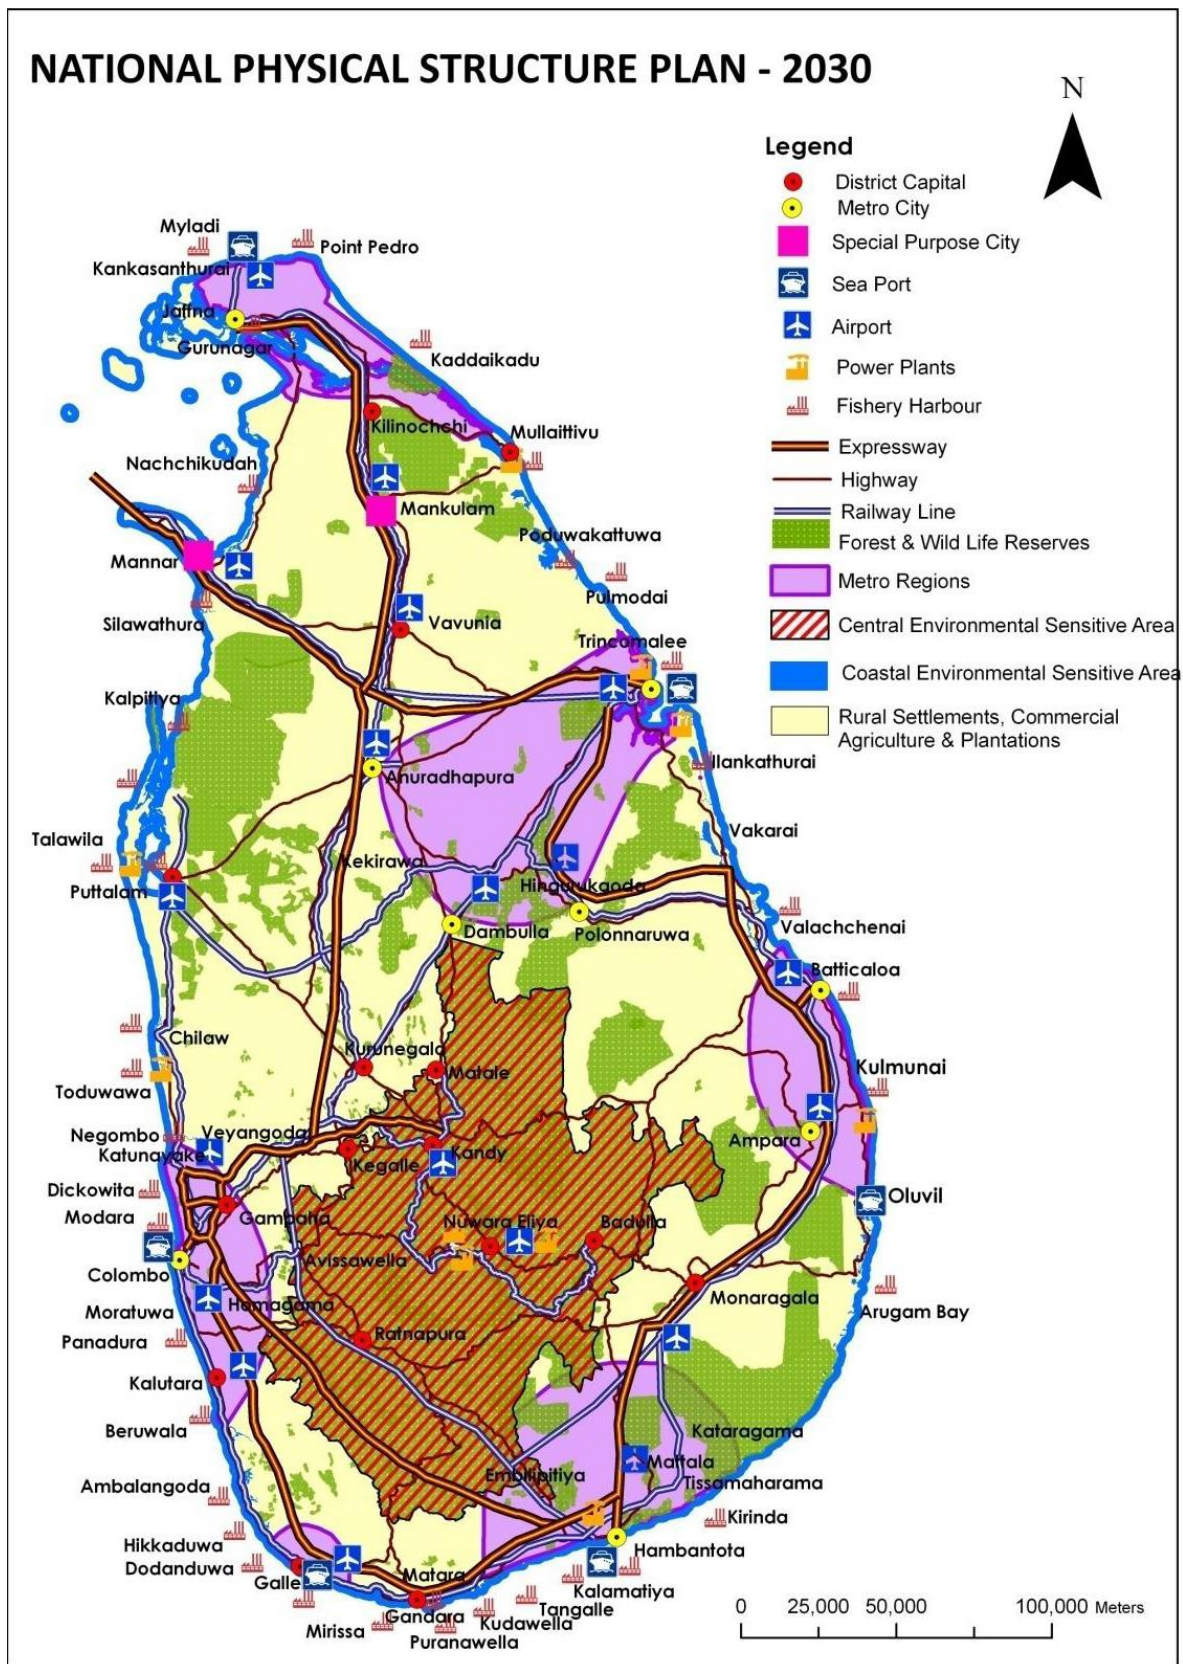 NATIONAL PHYSICAL STRUCTURE PLAN - 2030
N
Legend
District Capital
Metro City
Special Purpose City
Sea Port
Airport
Power Plants
Fishery Harbour
Expressway
Highway
Railway Line
Forest & Wild Life Reserves
Metro Regions
Central Environmental Sensitive Area
Coastal Environmental Sensitive Area
Rural Settlements, Commercial
Agriculture & Plantations
Myladi
Point Pedro
Kankasanthurai
Jaffna
Gurunagar
Kaddaikadu
Kilinochchi
Mullaittivu
Nachchikudah
Mankulam
Poduwakattuwa
Mannar
Pulmodai
Silawathura
Vavunia
Trincomalee
Kalpitiya
Anuradhapura
Illankathurai
Vakarai
Talawila
Kekirawa
Puttalam
Hingurukgoda
Dambulla
Polonnaruwa
Valachchenai
Batticaloa
Chilaw
Kurunegala
Matale
Kulmunai
Toduwawa
Veyangoda
Negombo
Katunayake
Kegalle
Kandy
Ampara
Dickowita
Modara
Gampaha
Nuwara Eliya
Badulla
Oluvil
Avissawella
Colombo
Homagama
Monaragala
Moratuwa
Arugam Bay
Panadura
Ratnapura
Kalutara
Beruwala
Kataragama
Mattala
Embilipitiya
Tissamaharama
Ambalangoda
Kirinda
Hikkaduwa
Dodanduwa
Hambantota
Galle
Matara
Kalamatiya
Tangalle
Gandara
Kudawella
Mirissa
Puranawella
0 25,000 50,000 100,000 Meters